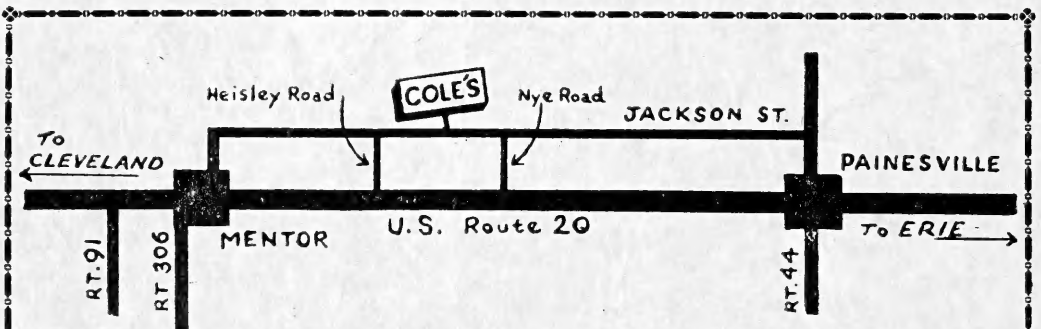 COLE'S
Heisley Road
Nye Road
JACKSON ST.
TO
CLEVELAND
PAINESVILLE
MENTOR
U.S. Route 20
TO ERIE
RT. 91
RT 306
RT. 44